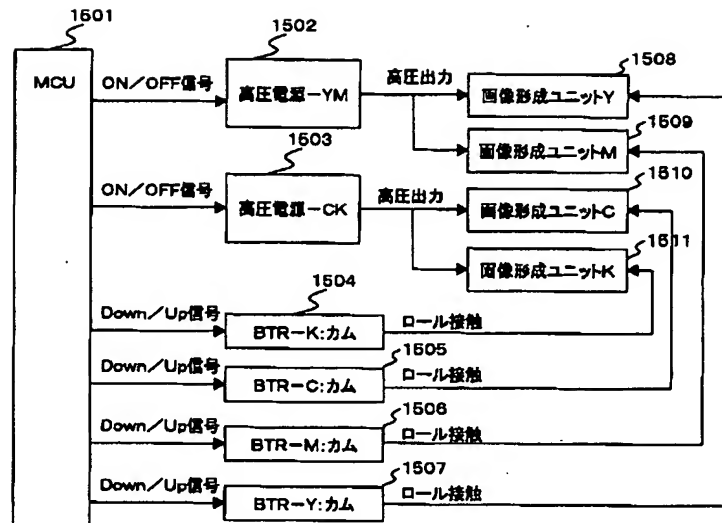 1501
MCU
ON/OFF信号
1502
高圧電源-YM
高圧出力
1508
画像形成ユニットY
1509
画像形成ユニット-M
ON/OFF信号
1503
高圧電源-CK
高圧出力
1510
画像形成ユニットC
1511
画像形成ユニットK
Down/Up信号
1504
BTR-K:カム
ロール接触
Down/Up信号
1505
BTR-C:カム
ロール接触
Down/Up信号
1506
BTR-M:カム
ロール接触
Down/Up信号
1507
BTR-Y:カム
ロール接触